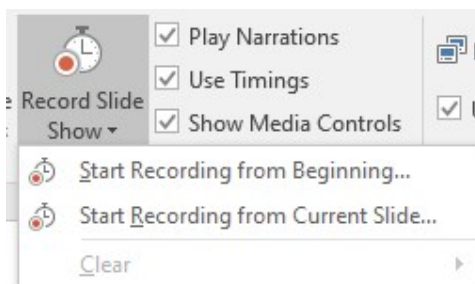 Record Slide
Show
Play Narrations
Use Timings
Show Media Controls
Start Recording from Beginning...
Start Recording from Current Slide...
Clear